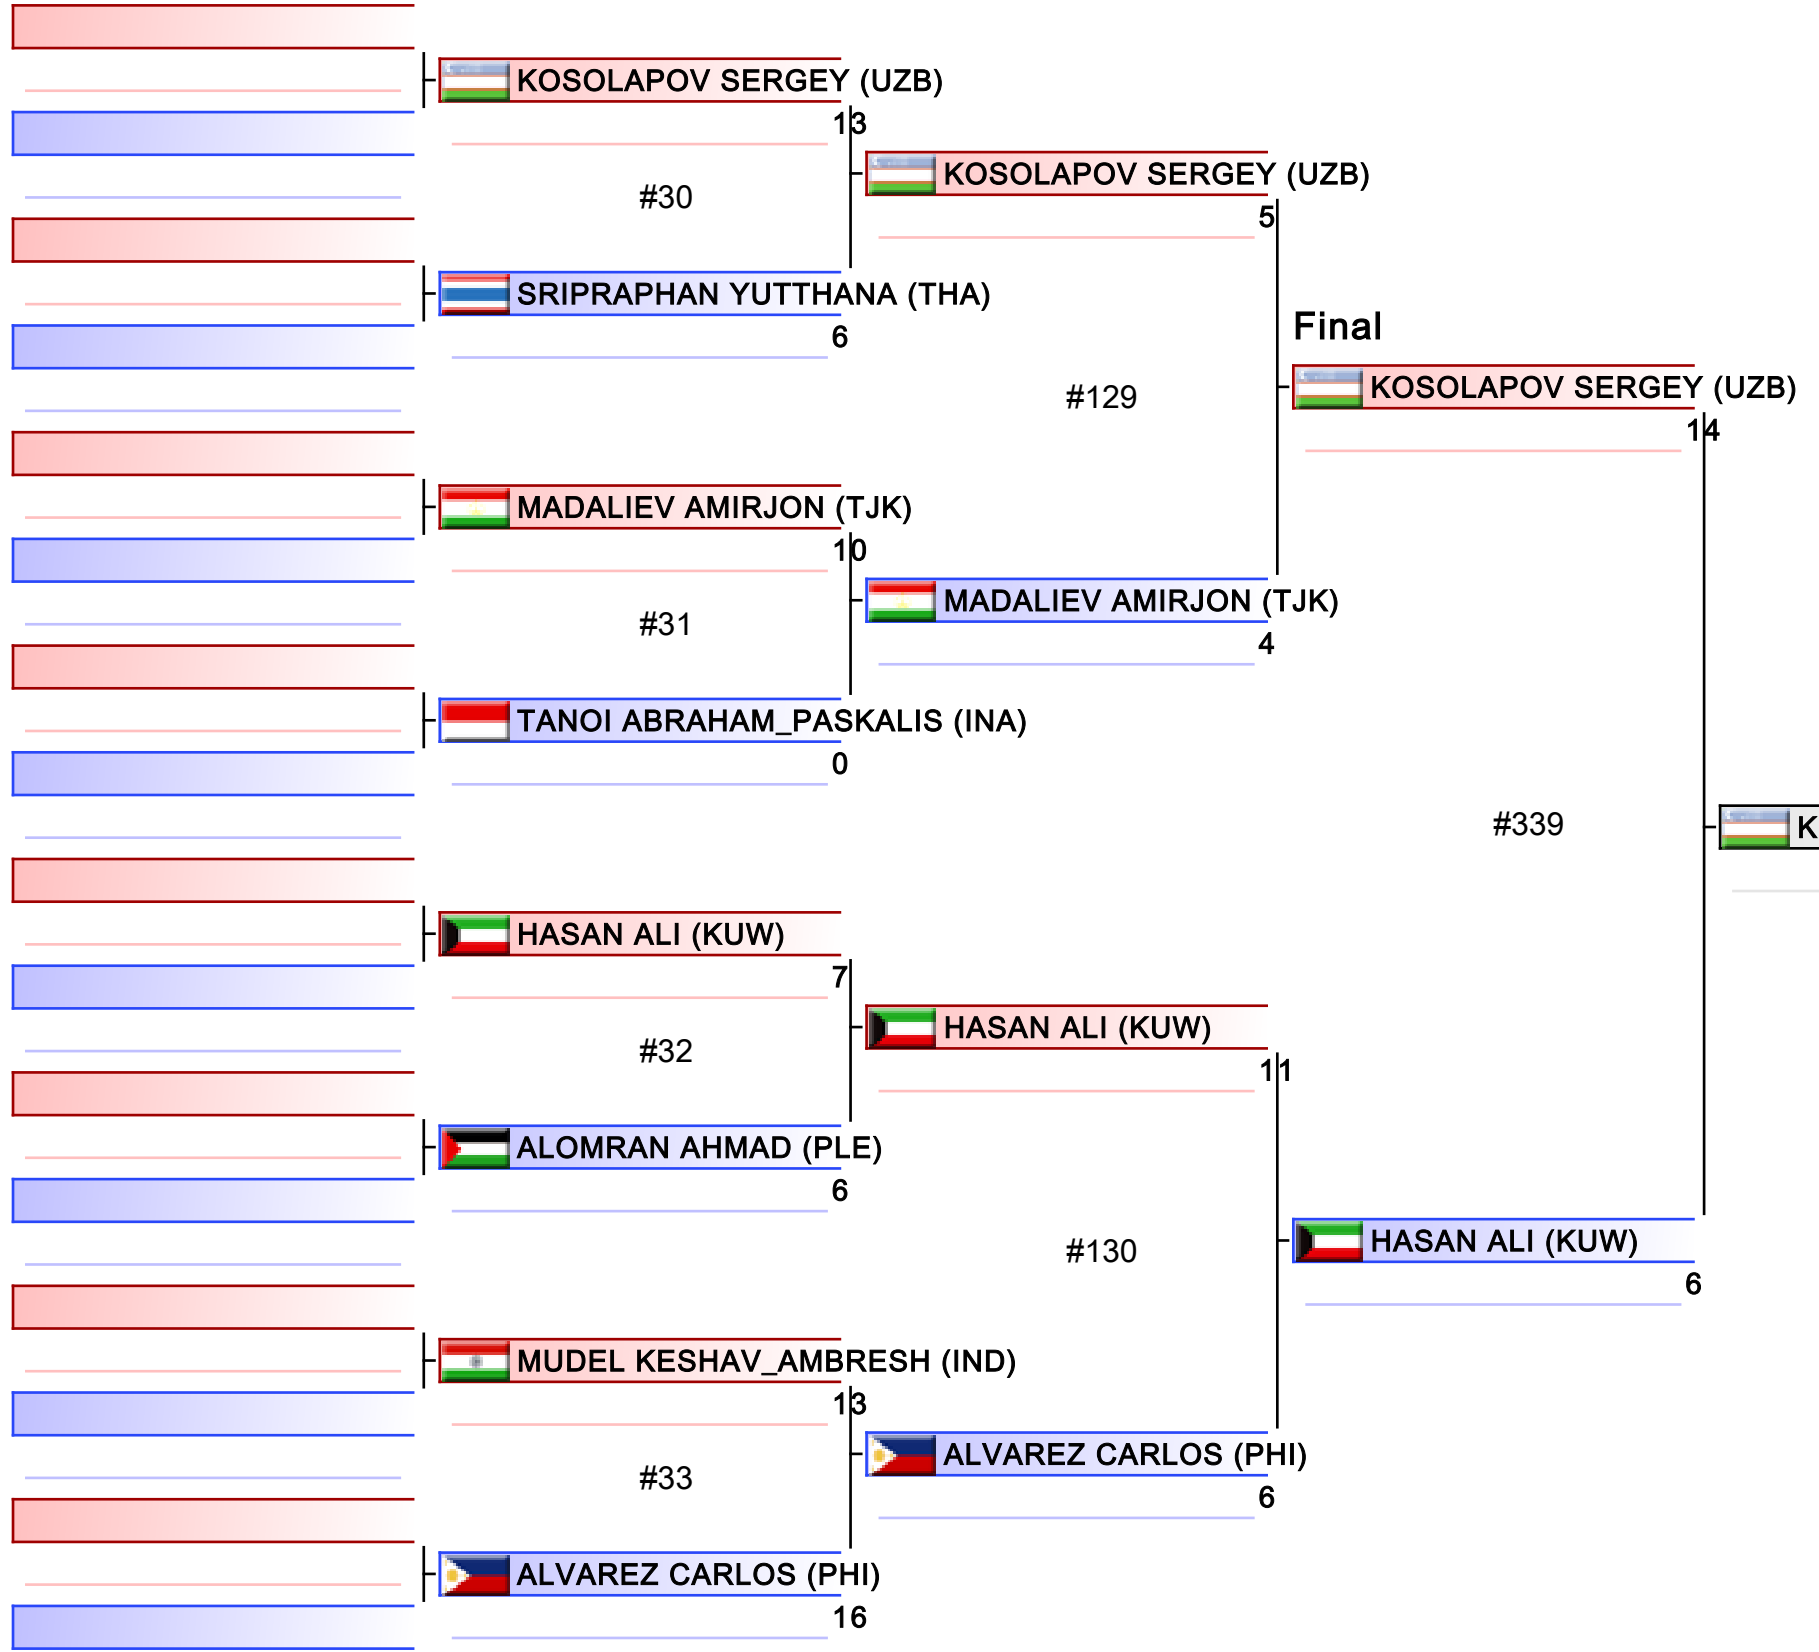 KOSOLAPOV SERGEY (UZB)
13
#30
SRIPRAPHAN YUTTHANA (THA)
6
MADALIEV AMIRJON (TJK)
10
#31
TANOI ABRAHAM_PASKALIS (INA)
0
HASAN ALI (KUW)
7
#32
ALOMRAN AHMAD (PLE)
6
MUDEL KESHAV_AMBRESH (IND)
13
#33
ALVAREZ CARLOS (PHI)
16
KOSOLAPOV SERGEY (UZB)
5
#129
MADALIEV AMIRJON (TJK)
4
HASAN ALI (KUW)
11
#130
ALVAREZ CARLOS (PHI)
6
Final
KOSOLAPOV SERGEY (UZB)
14
#339
HASAN ALI (KUW)
6
K